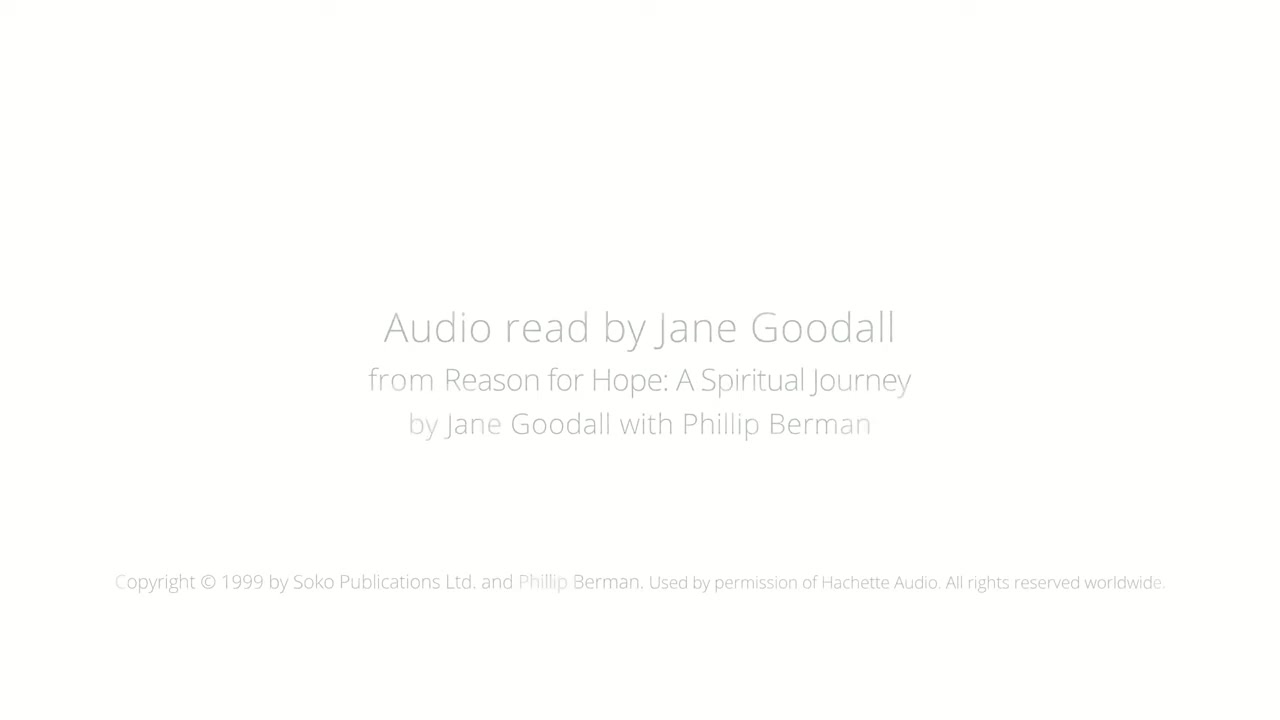 Audio read by Jane Goodall
from Reason for Hope: A Spiritual Journey
by Jane Goodall with Phillip Berman
Copyright © 1999 by Soko Publications Ltd. and Phillip Berman. Used by permission of Hachette Audio. All rights reserved worldwide.